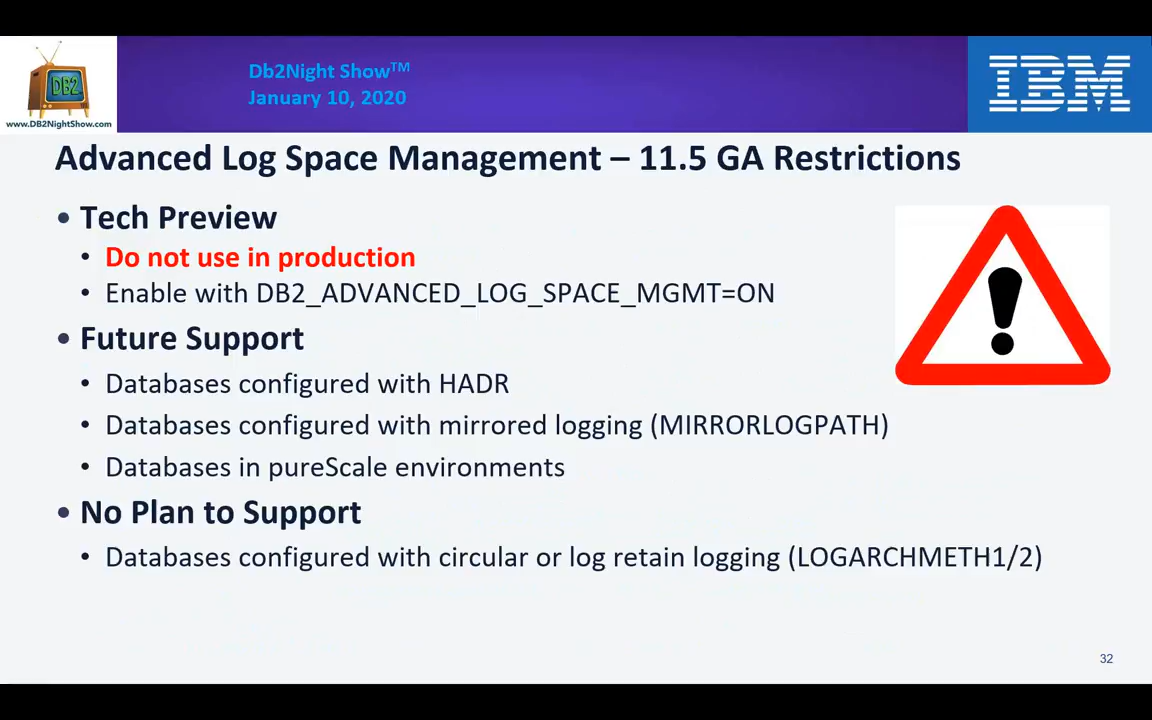 DB2
www.DB2NightShow.com
Db2Night Show™
January 10, 2020
IBM
Advanced Log Space Management – 11.5 GA Restrictions
• Tech Preview
• Do not use in production
• Enable with DB2_ADVANCED_LOG_SPACE_MGMT=ON
• Future Support
• Databases configured with HADR
• Databases configured with mirrored logging (MIRRORLOGPATH)
• Databases in pureScale environments
• No Plan to Support
• Databases configured with circular or log retain logging (LOGARCHMETH1/2)
32